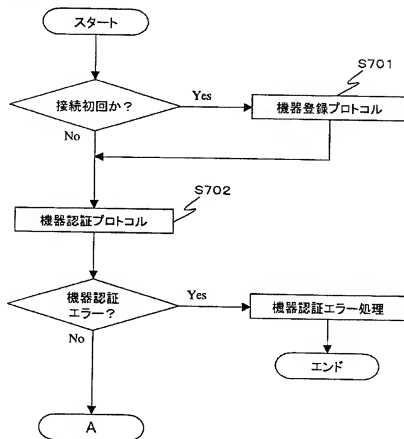 スタート
S701
接続初回か？
Yes
機器登録プロトコル
No
S702
機器認証プロトコル
機器認証
エラー？
Yes
機器認証エラー処理
No
エンド
A